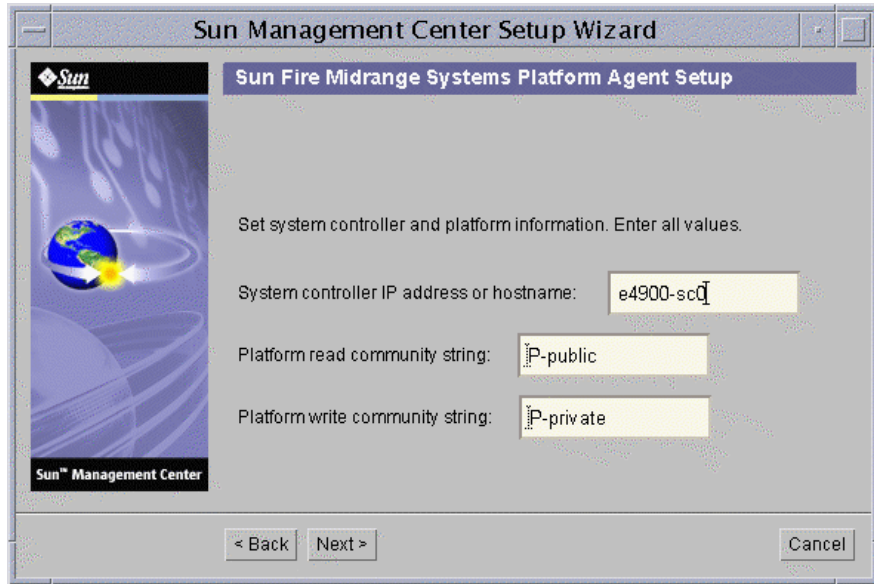 Sun Management Center Setup Wizard
Sun
Sun Fire Midrange Systems Platform Agent Setup
Set system controller and platform information. Enter all values.
System controller IP address or hostname: e4900-sc0
Platform read community string: P-public
Platform write community string: P-private
Sun™ Management Center
< Back Next > Cancel